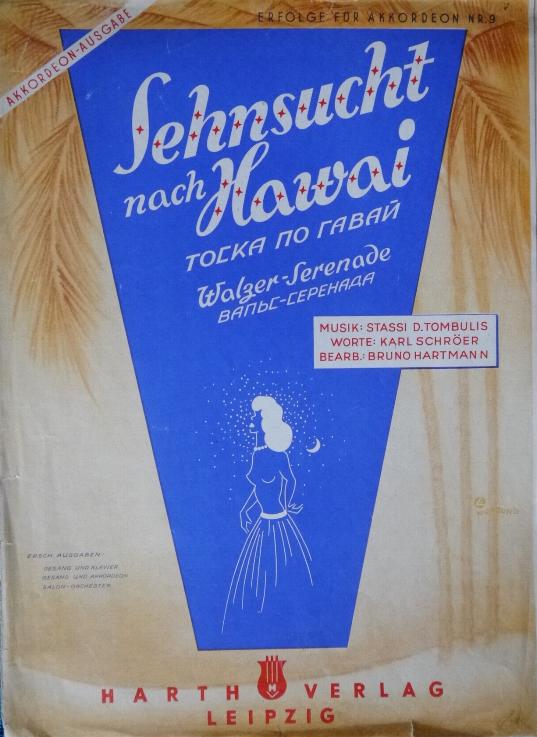 ERFOLGE FÜR AKKORDEON NR.9
AKKORDEON-AUSGABE
Sehnsucht
nach Hawai
ТОСКА ПО ГАВАЙ
Walzer-Serenade
ВАЛЬС-СЕРЕНАДА
MUSIK: STASSI D.TOMBULIS
WORTE: KARL SCHRÖER
BEARB.: BRUNO HARTMANN
ERSCH. AUSGABEN:
GESANG UND KLAVIER
GESANG UND AKKORDEON
SALON-ORCHESTER
HARTH VERLAG
LEIPZIG